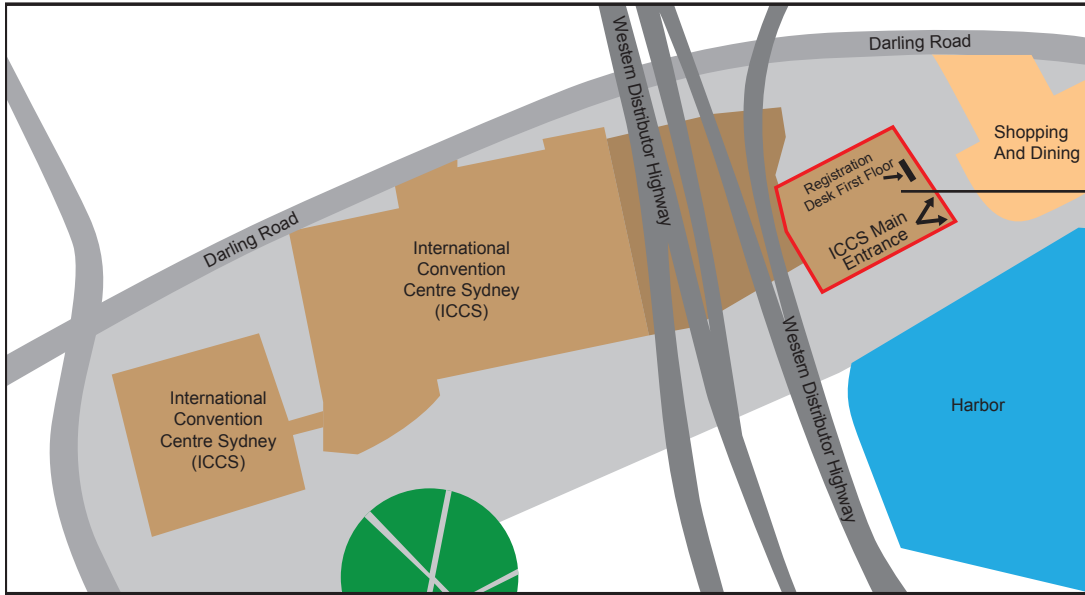 Darling Road
Western Distributor Highway
Shopping
And Dining
Registration
Desk First Floor
ICCS Main
Entrance
Darling Road
International
Convention
Centre Sydney
(ICCS)
Western Distributor Highway
International
Convention
Centre Sydney
(ICCS)
Harbor